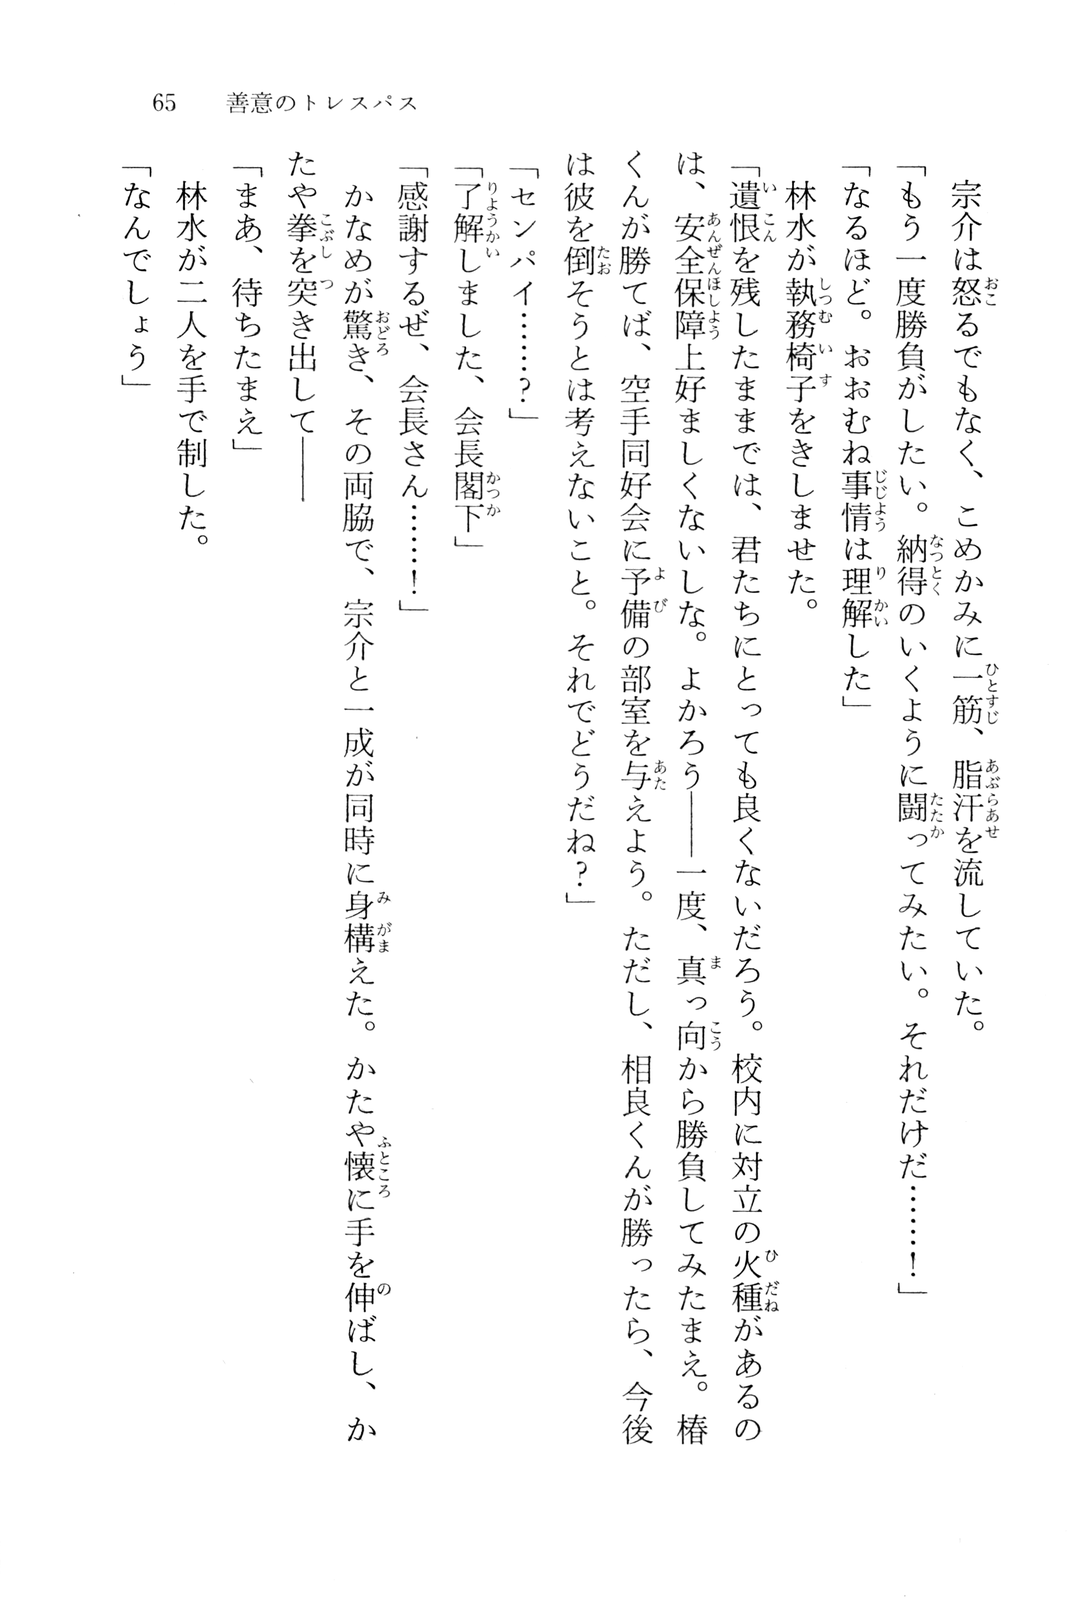 65　善意のトレスパス
　宗介は怒るでもなく、こめかみに一筋、脂汗を流していた。
「もう一度勝負がしたい。納得のいくように闘ってみたい。それだけだ……！」
「なるほど。おおむね事情は理解した」
　林水が執務椅子をきしませた。
「遺恨を残したままでは、君たちにとっても良くないだろう。校内に対立の火種があるの
は、安全保障上好ましくないしな。よかろう――一度、真っ向から勝負してみたまえ。椿
くんが勝てば、空手同好会に予備の部室を与えよう。ただし、相良くんが勝ったら、今後
は彼を倒そうとは考えないこと。それでどうだね？」
「センパイ……？」
「了解しました、会長閣下」
「感謝するぜ、会長さん……！」
　かなめが驚き、その両脇で、宗介と一成が同時に身構えた。かたや懐に手を伸ばし、か
たや拳を突き出して――
「まあ、待ちたまえ」
　林水が二人を手で制した。
「なんでしょう」